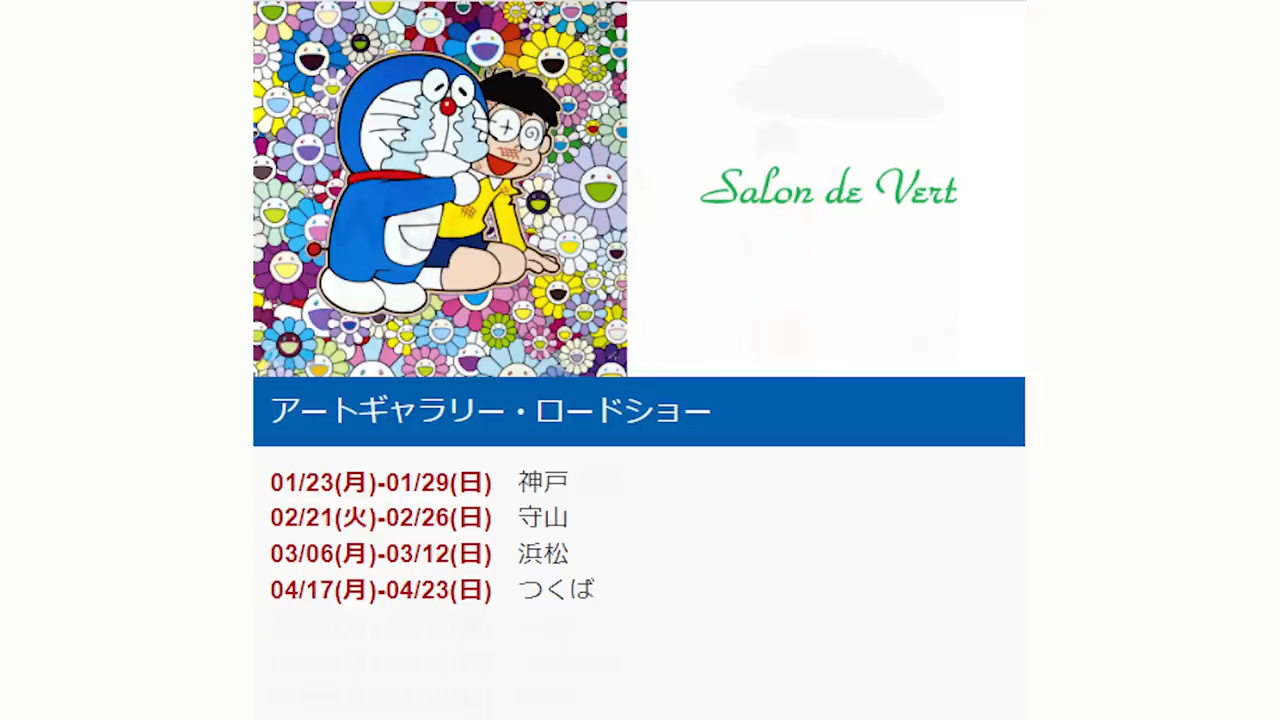 Salon de Vert
アートギャラリー・ロードショー
01/23(月)-01/29(日) 神戸
02/21(火)-02/26(日) 守山
03/06(月)-03/12(日) 浜松
04/17(月)-04/23(日) つくば